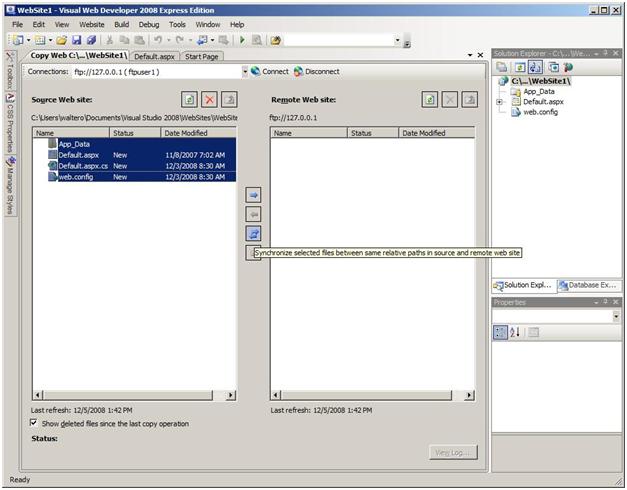 WebSite1 - Visual Web Developer 2008 Express Edition
File Edit View Website Build Debug Tools Window Help
Copy Web C:\...\WebSite1\ Default.aspx Start Page
Connections: ftp://127.0.0.1 ( ftpuser1 ) Connect Disconnect
Source Web site: Remote Web site:
C:\Users\waltero\Documents\Visual Studio 2008\WebSites\WebSite ftp://127.0.0.1
Name Status Date Modified Name Status Date Modified
App_Data
Default.aspx New 11/8/2007 7:02 AM
Default.aspx.cs New 12/3/2008 8:30 AM
web.config New 12/3/2008 8:30 AM
Synchronize selected files between same relative paths in source and remote web site
Last refresh: 12/5/2008 1:42 PM Last refresh: 12/5/2008 1:42 PM
Show deleted files since the last copy operation
Status:
View Log...
Toolbox
CSS Properties
Manage Styles
Solution Explorer - C:\...\We...
C:\...\WebSite1\
App_Data
Default.aspx
web.config
Solution Expl... Database Ex...
Properties
Ready